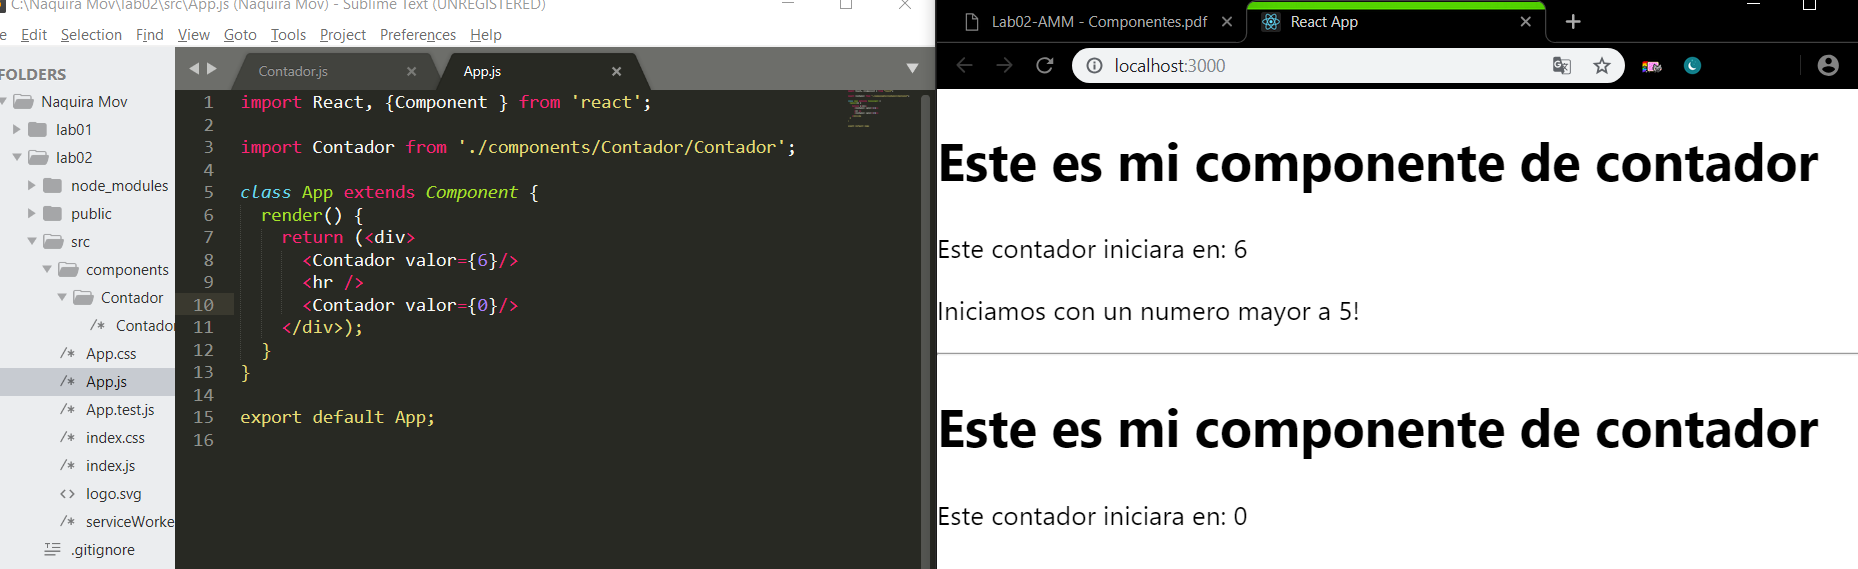 C:\Naquira Mov\lab02\src\App.js (Naquira Mov) - Sublime Text (UNREGISTERED)
Edit Selection Find View Goto Tools Project Preferences Help
FOLDERS
Naquira Mov
lab01
lab02
node_modules
public
src
components
Contador
Contador
App.css
App.js
App.test.js
index.css
index.js
logo.svg
serviceWorke
.gitignore
Contador.js
App.js
1 import React, {Component } from 'react';
2
3 import Contador from './components/Contador/Contador';
4
5 class App extends Component {
6 render() {
7 return (<div>
8 <Contador valor={6}/>
9 <hr />
10 <Contador valor={0}/>
11 </div>);
12 }
13 }
14
15 export default App;
16
Lab02-AMM - Componentes.pdf
React App
localhost:3000
Este es mi componente de contador
Este contador iniciara en: 6
Iniciamos con un numero mayor a 5!
Este es mi componente de contador
Este contador iniciara en: 0